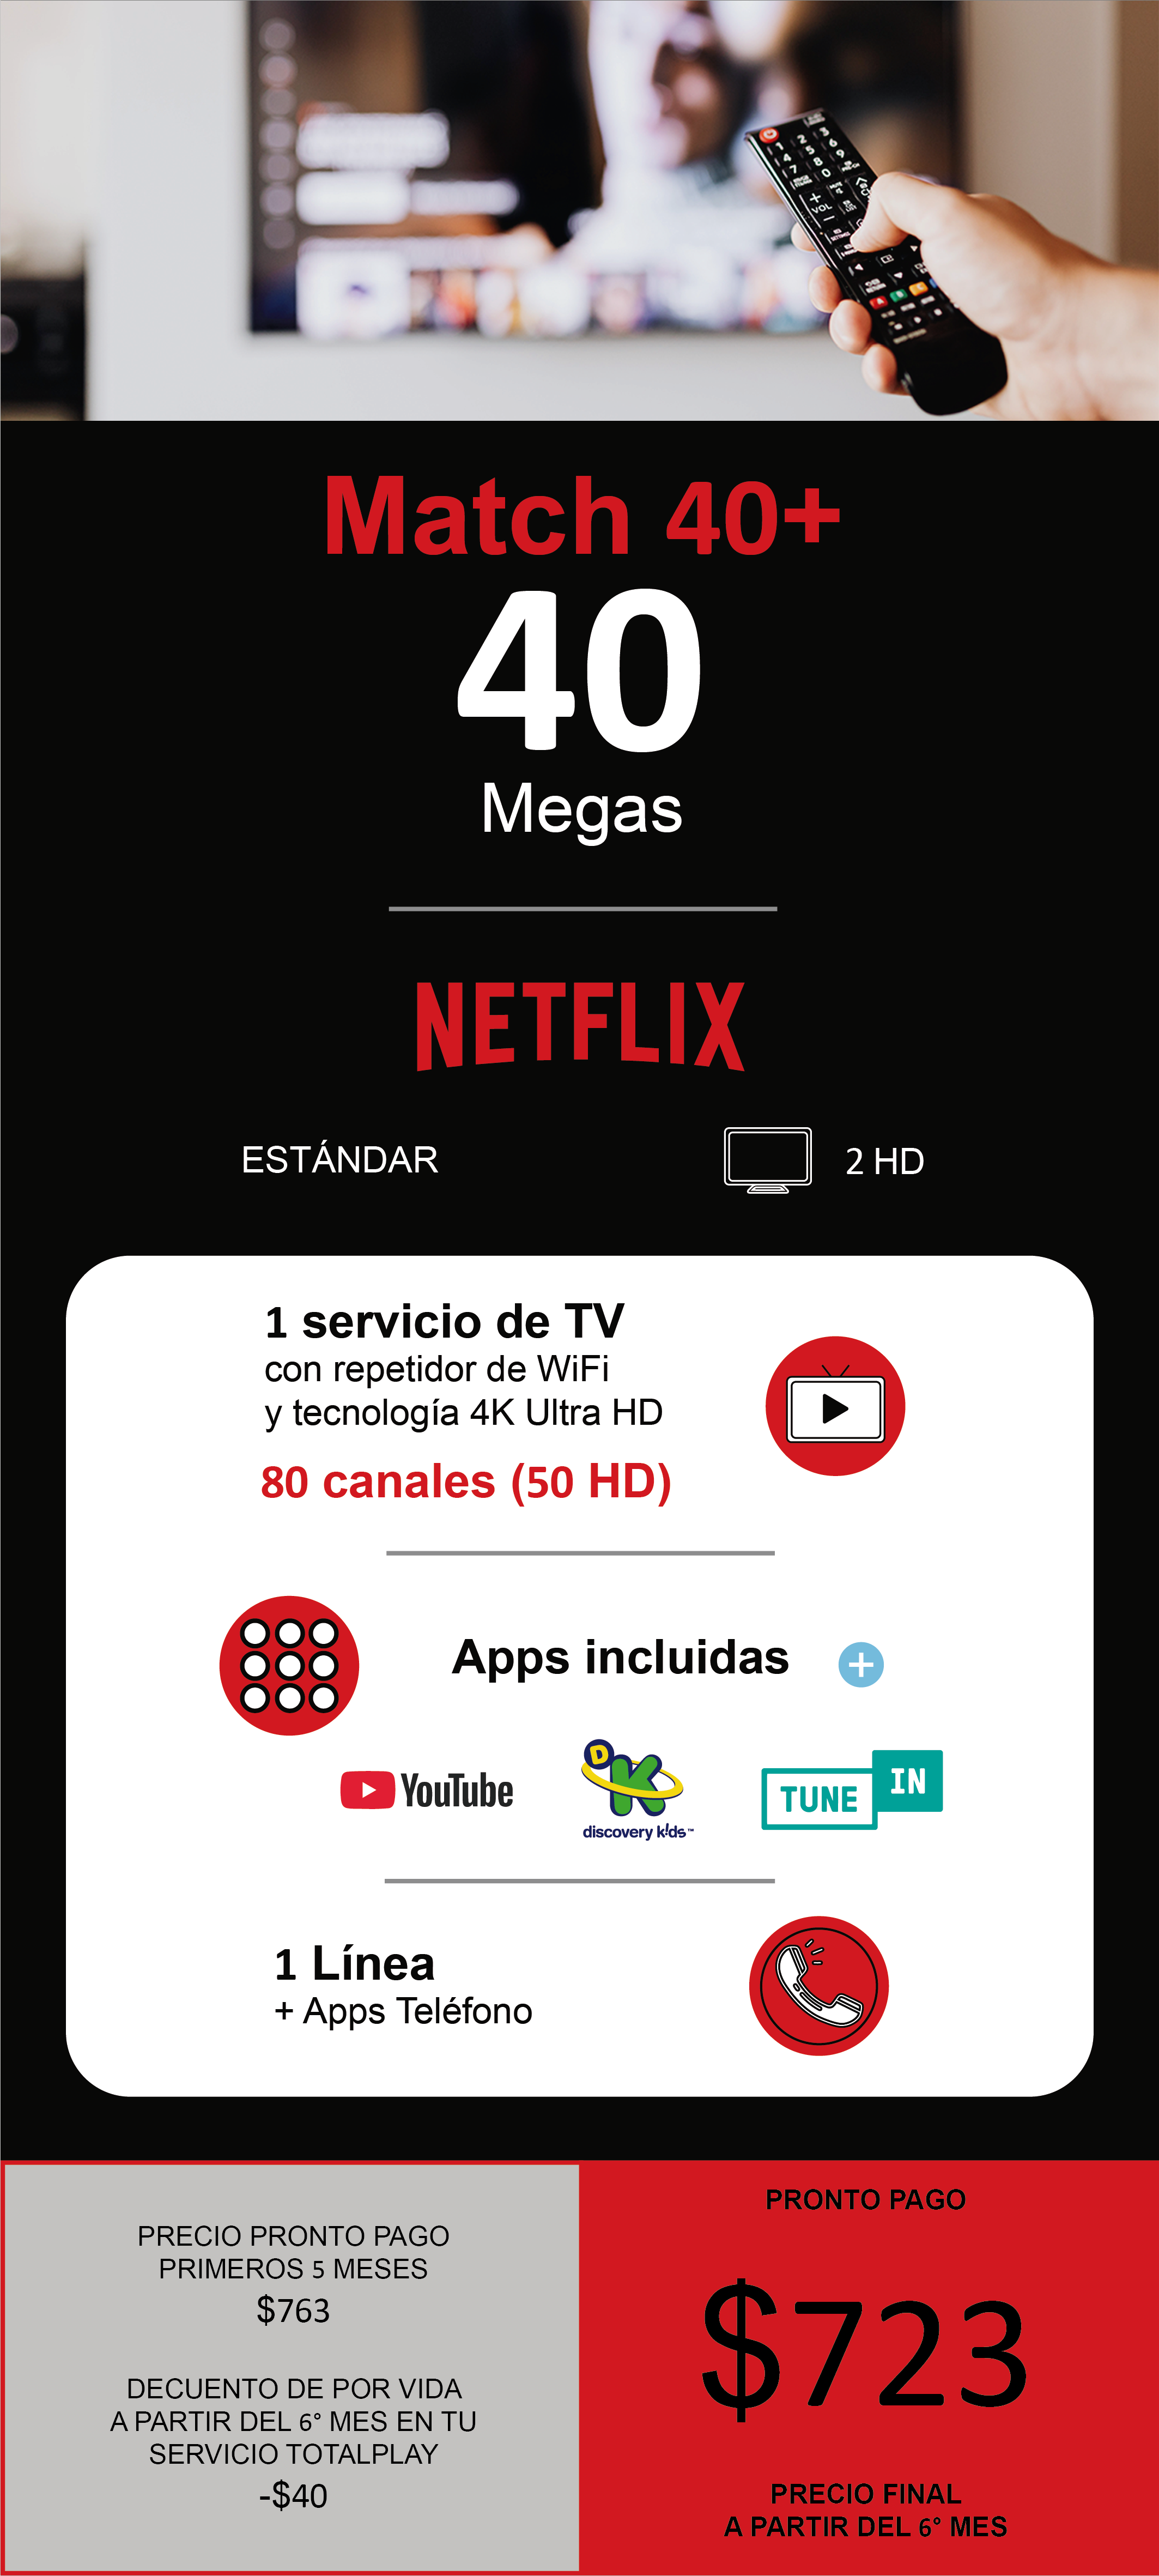 Match 40+
40
Megas
NETFLIX
ESTÁNDAR
2 HD
1 servicio de TV
con repetidor de WiFi
y tecnología 4K Ultra HD
80 canales (50 HD)
Apps incluidas +
YouTube
D K
discovery k!ds™
TUNE IN
1 Línea
+ Apps Teléfono
PRECIO PRONTO PAGO
PRIMEROS 5 MESES
$763
DECUENTO DE POR VIDA
A PARTIR DEL 6° MES EN TU
SERVICIO TOTALPLAY
-$40
PRONTO PAGO
$723
PRECIO FINAL
A PARTIR DEL 6° MES